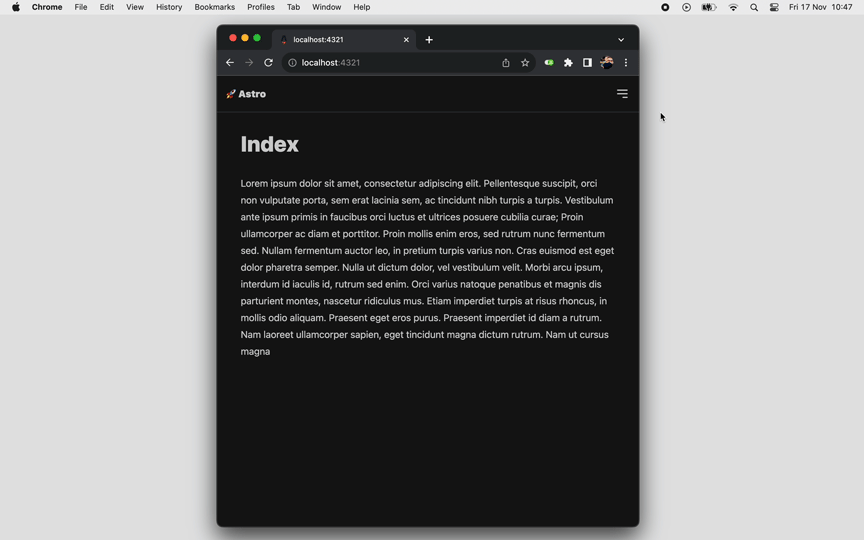 Chrome File Edit View History Bookmarks Profiles Tab Window Help Fri 17 Nov 10:47
localhost:4321
localhost:4321
🚀 Astro
Index
Lorem ipsum dolor sit amet, consectetur adipiscing elit. Pellentesque suscipit, orci
non vulputate porta, sem erat lacinia sem, ac tincidunt nibh turpis a turpis. Vestibulum
ante ipsum primis in faucibus orci luctus et ultrices posuere cubilia curae; Proin
ullamcorper ac diam et porttitor. Proin mollis enim eros, sed rutrum nunc fermentum
sed. Nullam fermentum auctor leo, in pretium turpis varius non. Cras euismod est eget
dolor pharetra semper. Nulla ut dictum dolor, vel vestibulum velit. Morbi arcu ipsum,
interdum id iaculis id, rutrum sed enim. Orci varius natoque penatibus et magnis dis
parturient montes, nascetur ridiculus mus. Etiam imperdiet turpis at risus rhoncus, in
mollis odio aliquam. Praesent eget eros purus. Praesent imperdiet id diam a rutrum.
Nam laoreet ullamcorper sapien, eget tincidunt magna dictum rutrum. Nam ut cursus
magna